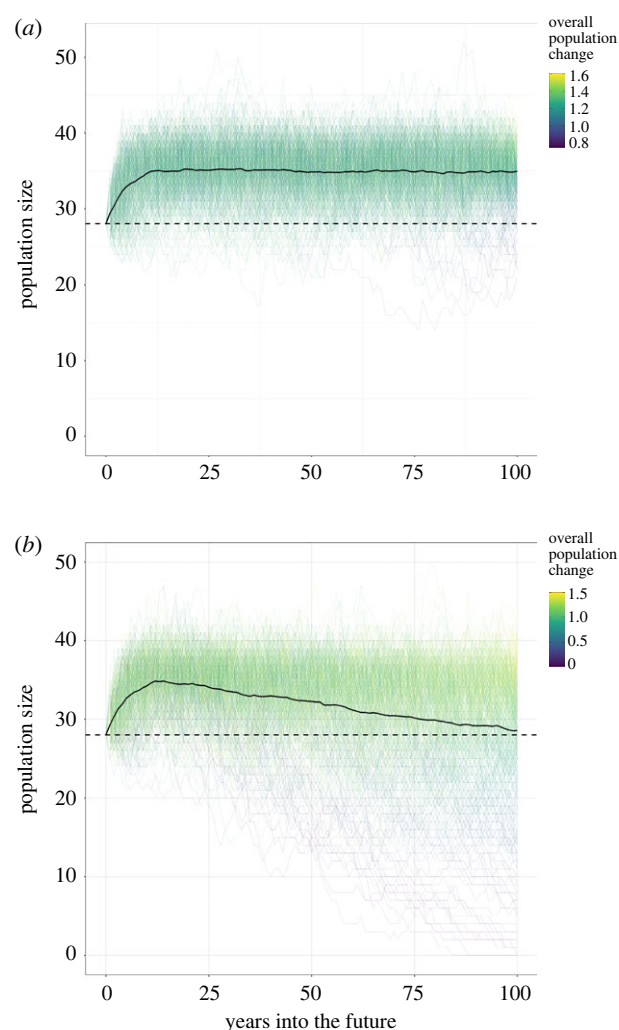 (a)
50
40
30
20
10
0
population size
0 25 50 75 100
overall
population
change
1.6
1.4
1.2
1.0
0.8
(b)
50
40
30
20
10
0
population size
0 25 50 75 100
years into the future
overall
population
change
1.5
1.0
0.5
0